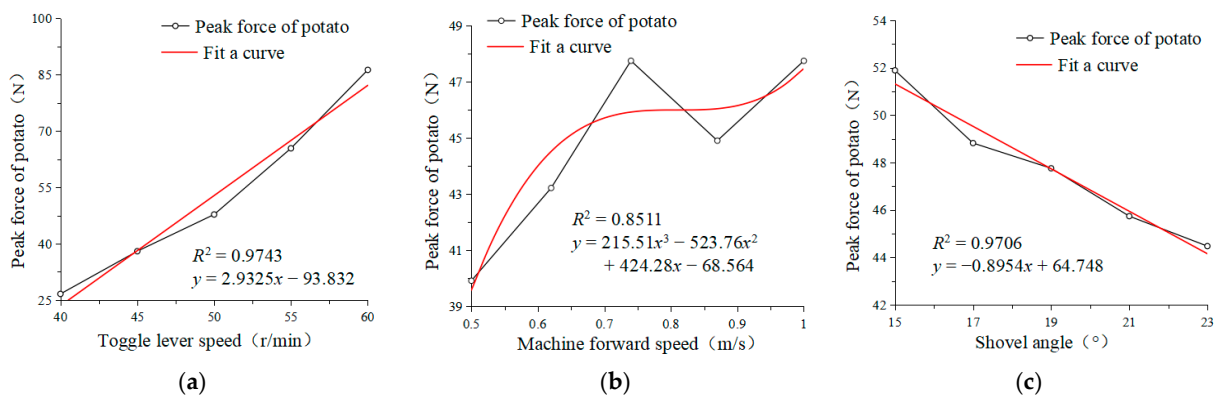 100
85
70
55
40
25
40
45
50
55
60
Peak force of potato（N）
Toggle lever speed（r/min）
Peak force of potato
Fit a curve
R² = 0.9743
y = 2.9325x − 93.832
(a)
49
47
45
43
41
39
0.5
0.6
0.7
0.8
0.9
1
Peak force of potato（N）
Machine forward speed（m/s）
Peak force of potato
Fit a curve
R² = 0.8511
y = 215.51x³ − 523.76x²
+ 424.28x − 68.564
(b)
54
52
50
48
46
44
42
15
17
19
21
23
Peak force of potato（N）
Shovel angle（°）
Peak force of potato
Fit a curve
R² = 0.9706
y = −0.8954x + 64.748
(c)